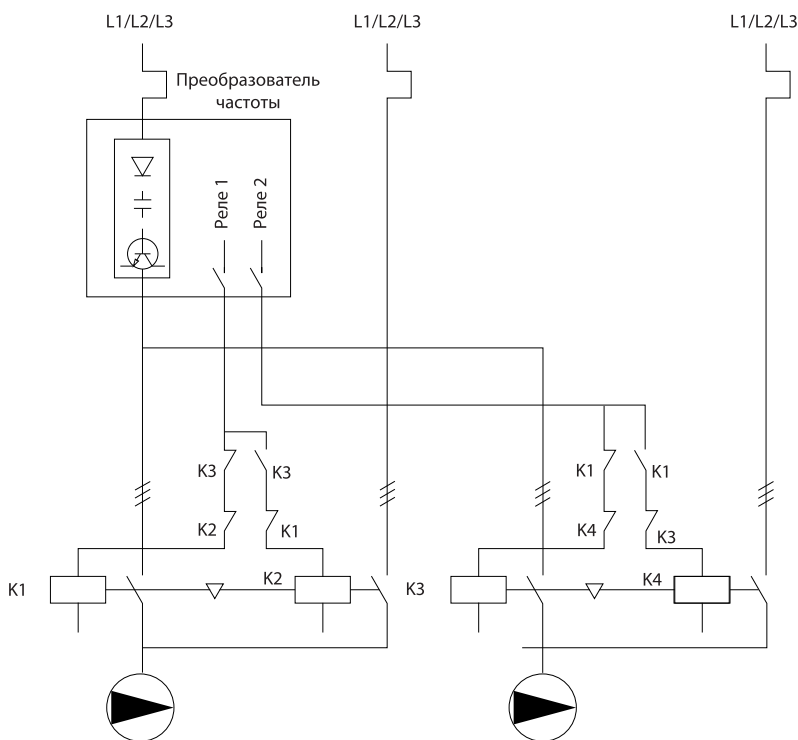 L1/L2/L3 L1/L2/L3 L1/L2/L3
Преобразователь
частоты
Реле 1
Реле 2
K3 K3 K1 K1
K2 K1 K4 K3
K1 K2 K3 K4